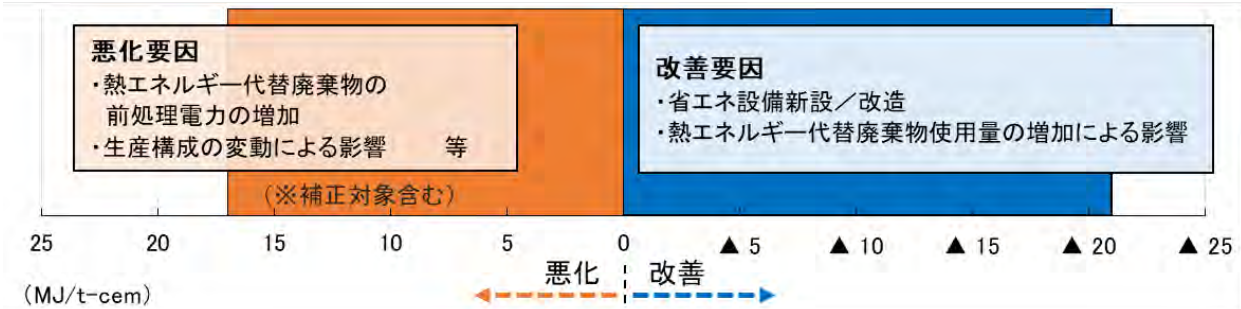 悪化要因
・熱エネルギー代替廃棄物の
前処理電力の増加
・生産構成の変動による影響　　等
（※補正対象含む）
改善要因
・省エネ設備新設／改造
・熱エネルギー代替廃棄物使用量の増加による影響
25 20 15 10 5 0 ▲ 5 ▲ 10 ▲ 15 ▲ 20 ▲ 25
悪化 改善
(MJ/t-cem)